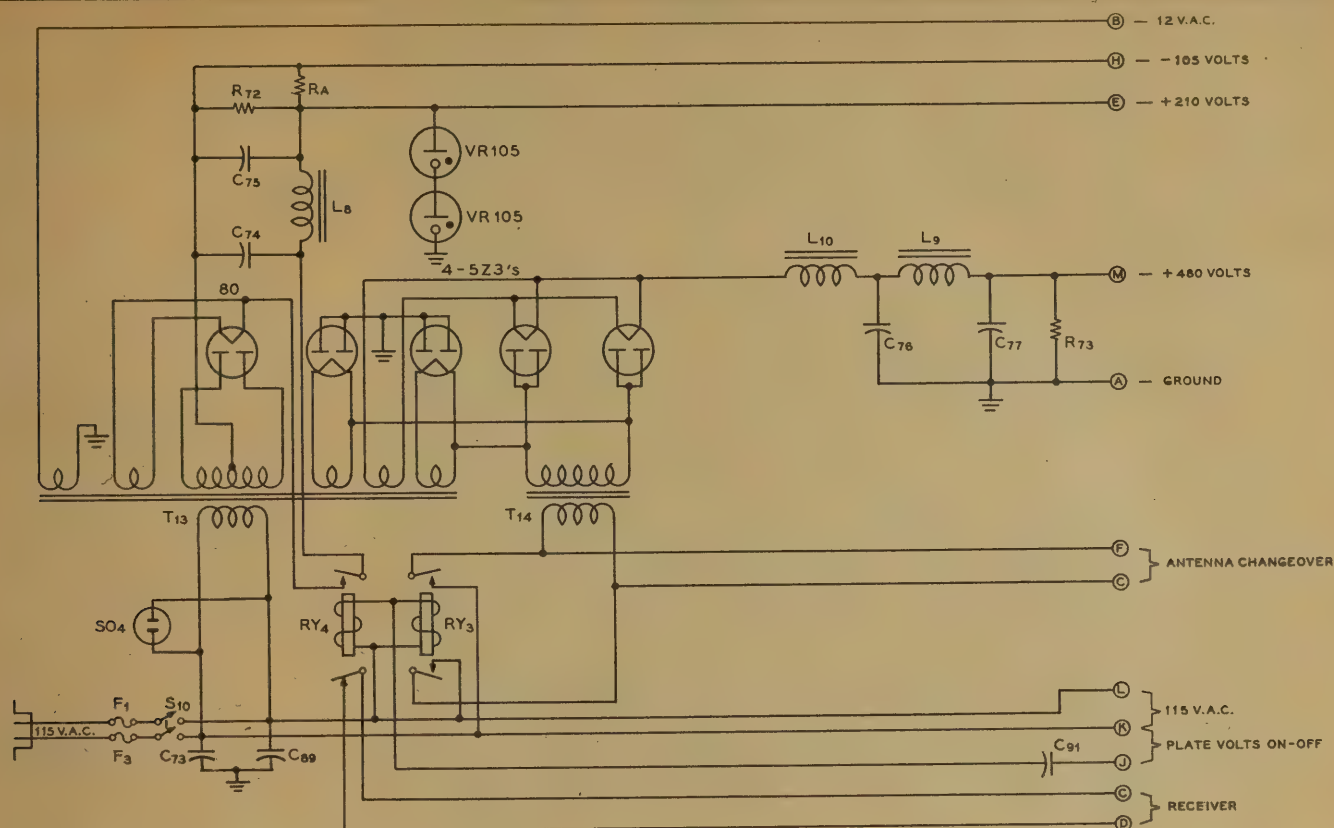 B — 12 V.A.C.
H — -105 VOLTS
R72
RA
E — +210 VOLTS
VR105
C75
L8
VR105
C74
4-5Z3's
80
L10
L9
M — +480 VOLTS
C76
C77
R73
A — GROUND
T13
T14
F
ANTENNA CHANGEOVER
C
SO4
RY4
RY3
F1
S10
L
115 V.A.C.
115 V.A.C.
K
F3
C73
C89
C91
PLATE VOLTS ON-OFF
J
C
RECEIVER
D